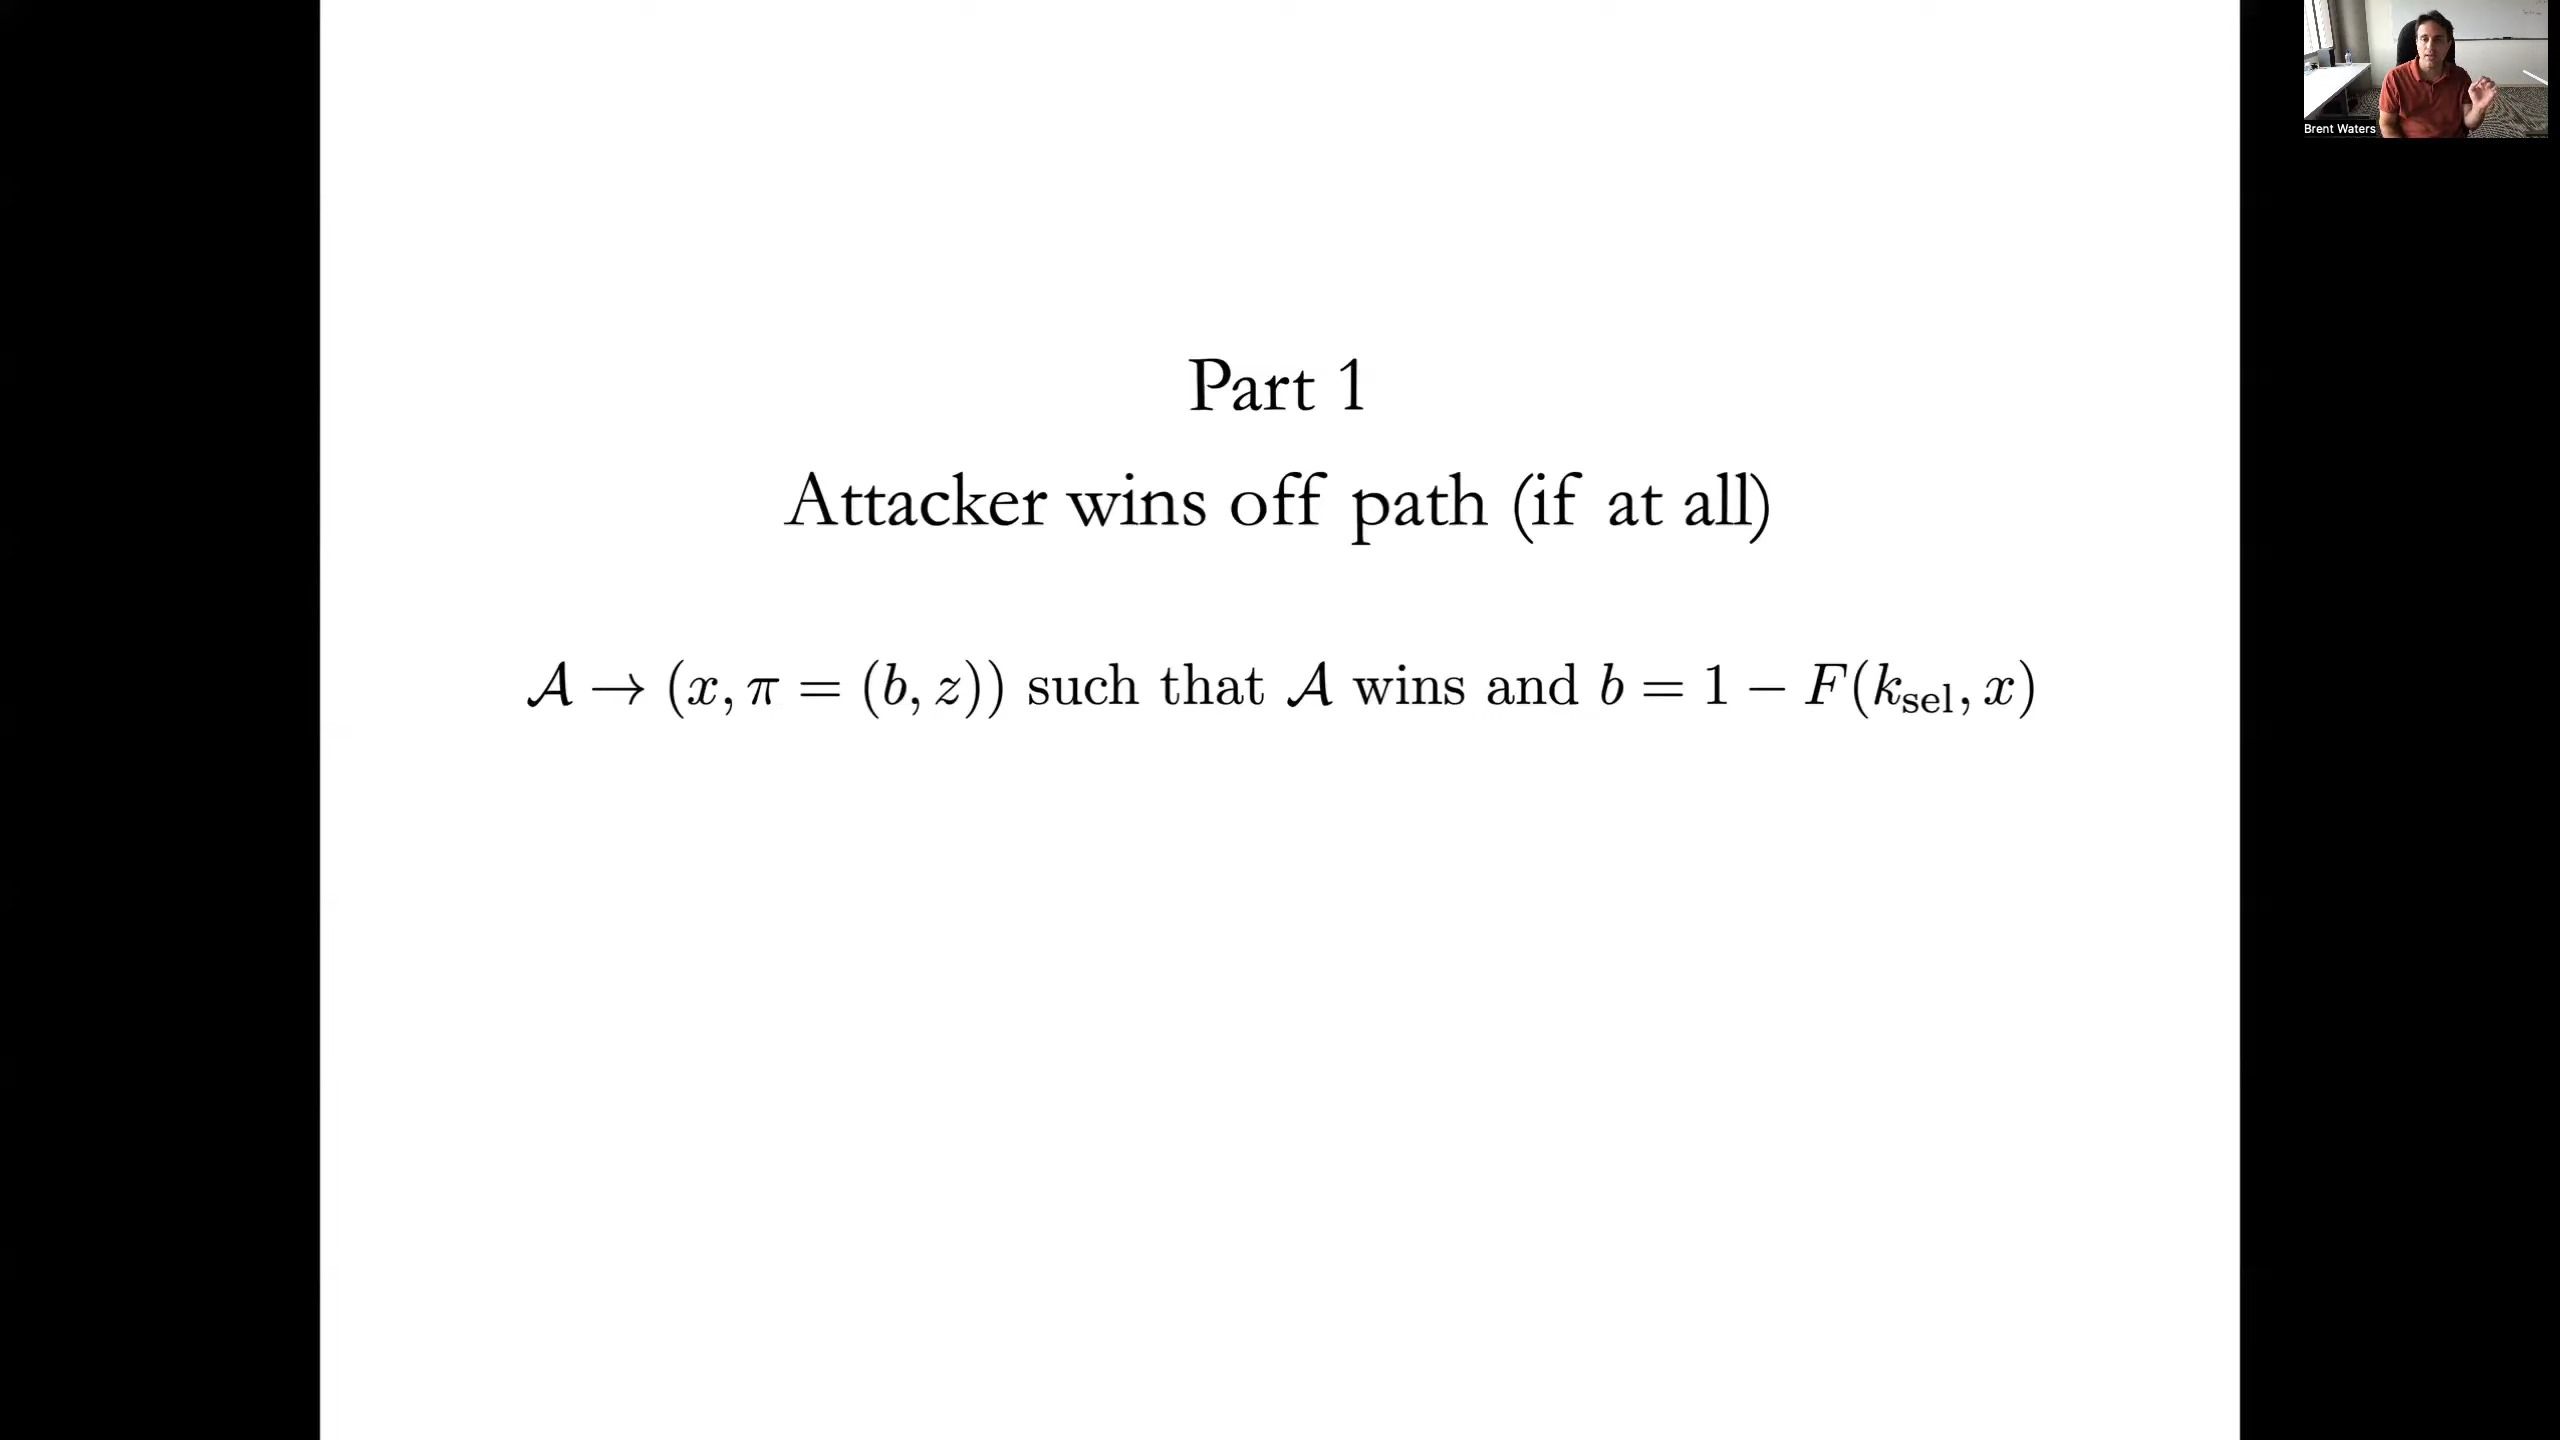 Brent Waters
Part 1
Attacker wins off path (if at all)
𝒜 → (x, π = (b, z)) such that 𝒜 wins and b = 1 − F(k_sel, x)